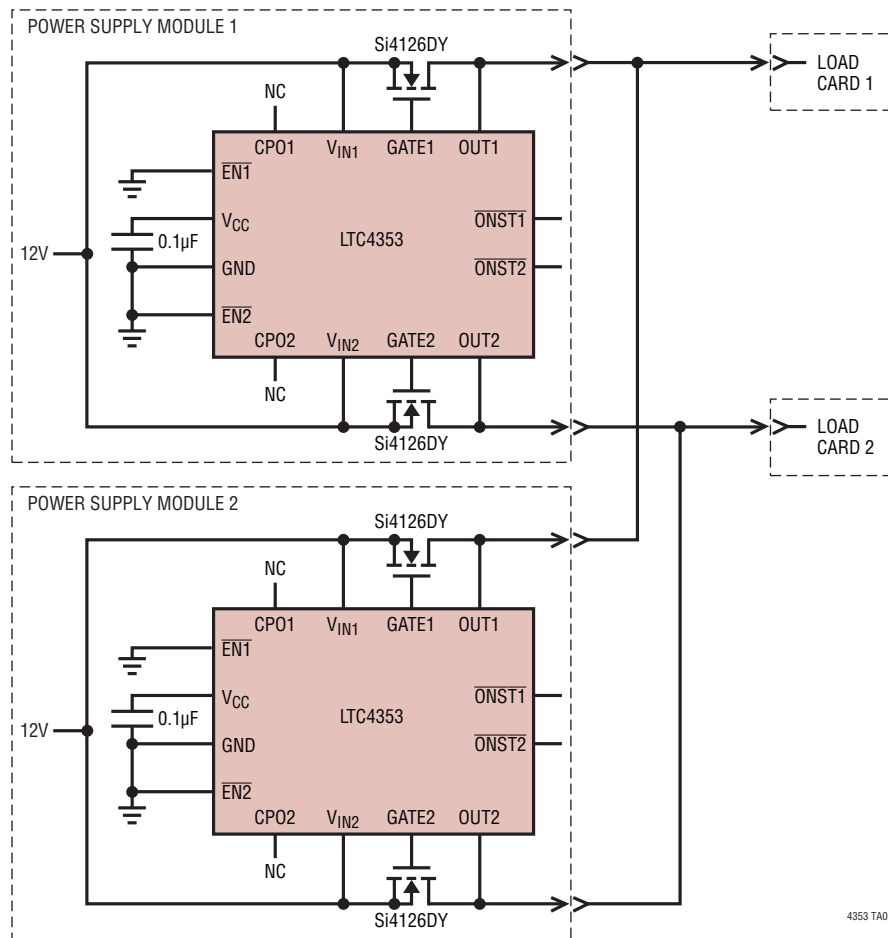 POWER SUPPLY MODULE 1
Si4126DY
LOAD
CARD 1
NC
CPO1
VIN1
GATE1
OUT1
EN1
VCC
0.1µF
LTC4353
ONST1
12V
GND
ONST2
EN2
CPO2
VIN2
GATE2
OUT2
NC
Si4126DY
LOAD
CARD 2
POWER SUPPLY MODULE 2
Si4126DY
NC
CPO1
VIN1
GATE1
OUT1
EN1
VCC
0.1µF
LTC4353
ONST1
12V
GND
ONST2
EN2
CPO2
VIN2
GATE2
OUT2
NC
Si4126DY
4353 TA0